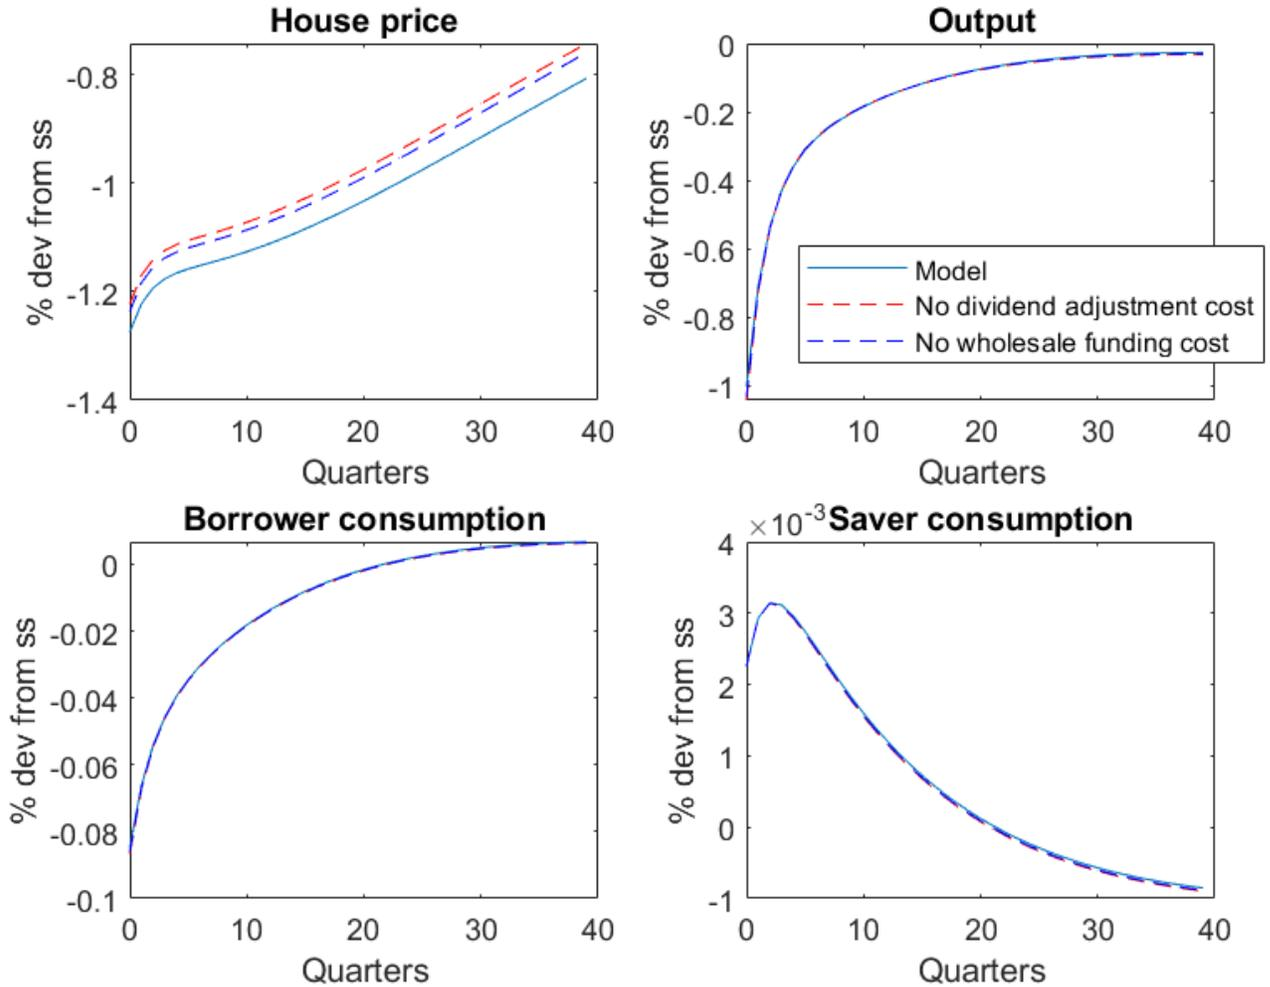 House price
% dev from ss
-0.8
-1
-1.2
-1.4
0 10 20 30 40
Quarters
Output
% dev from ss
0
-0.2
-0.4
-0.6
-0.8
-1
Model
No dividend adjustment cost
No wholesale funding cost
0 10 20 30 40
Quarters
Borrower consumption
% dev from ss
0
-0.02
-0.04
-0.06
-0.08
-0.1
0 10 20 30 40
Quarters
×10⁻³ Saver consumption
% dev from ss
4
3
2
1
0
-1
0 10 20 30 40
Quarters